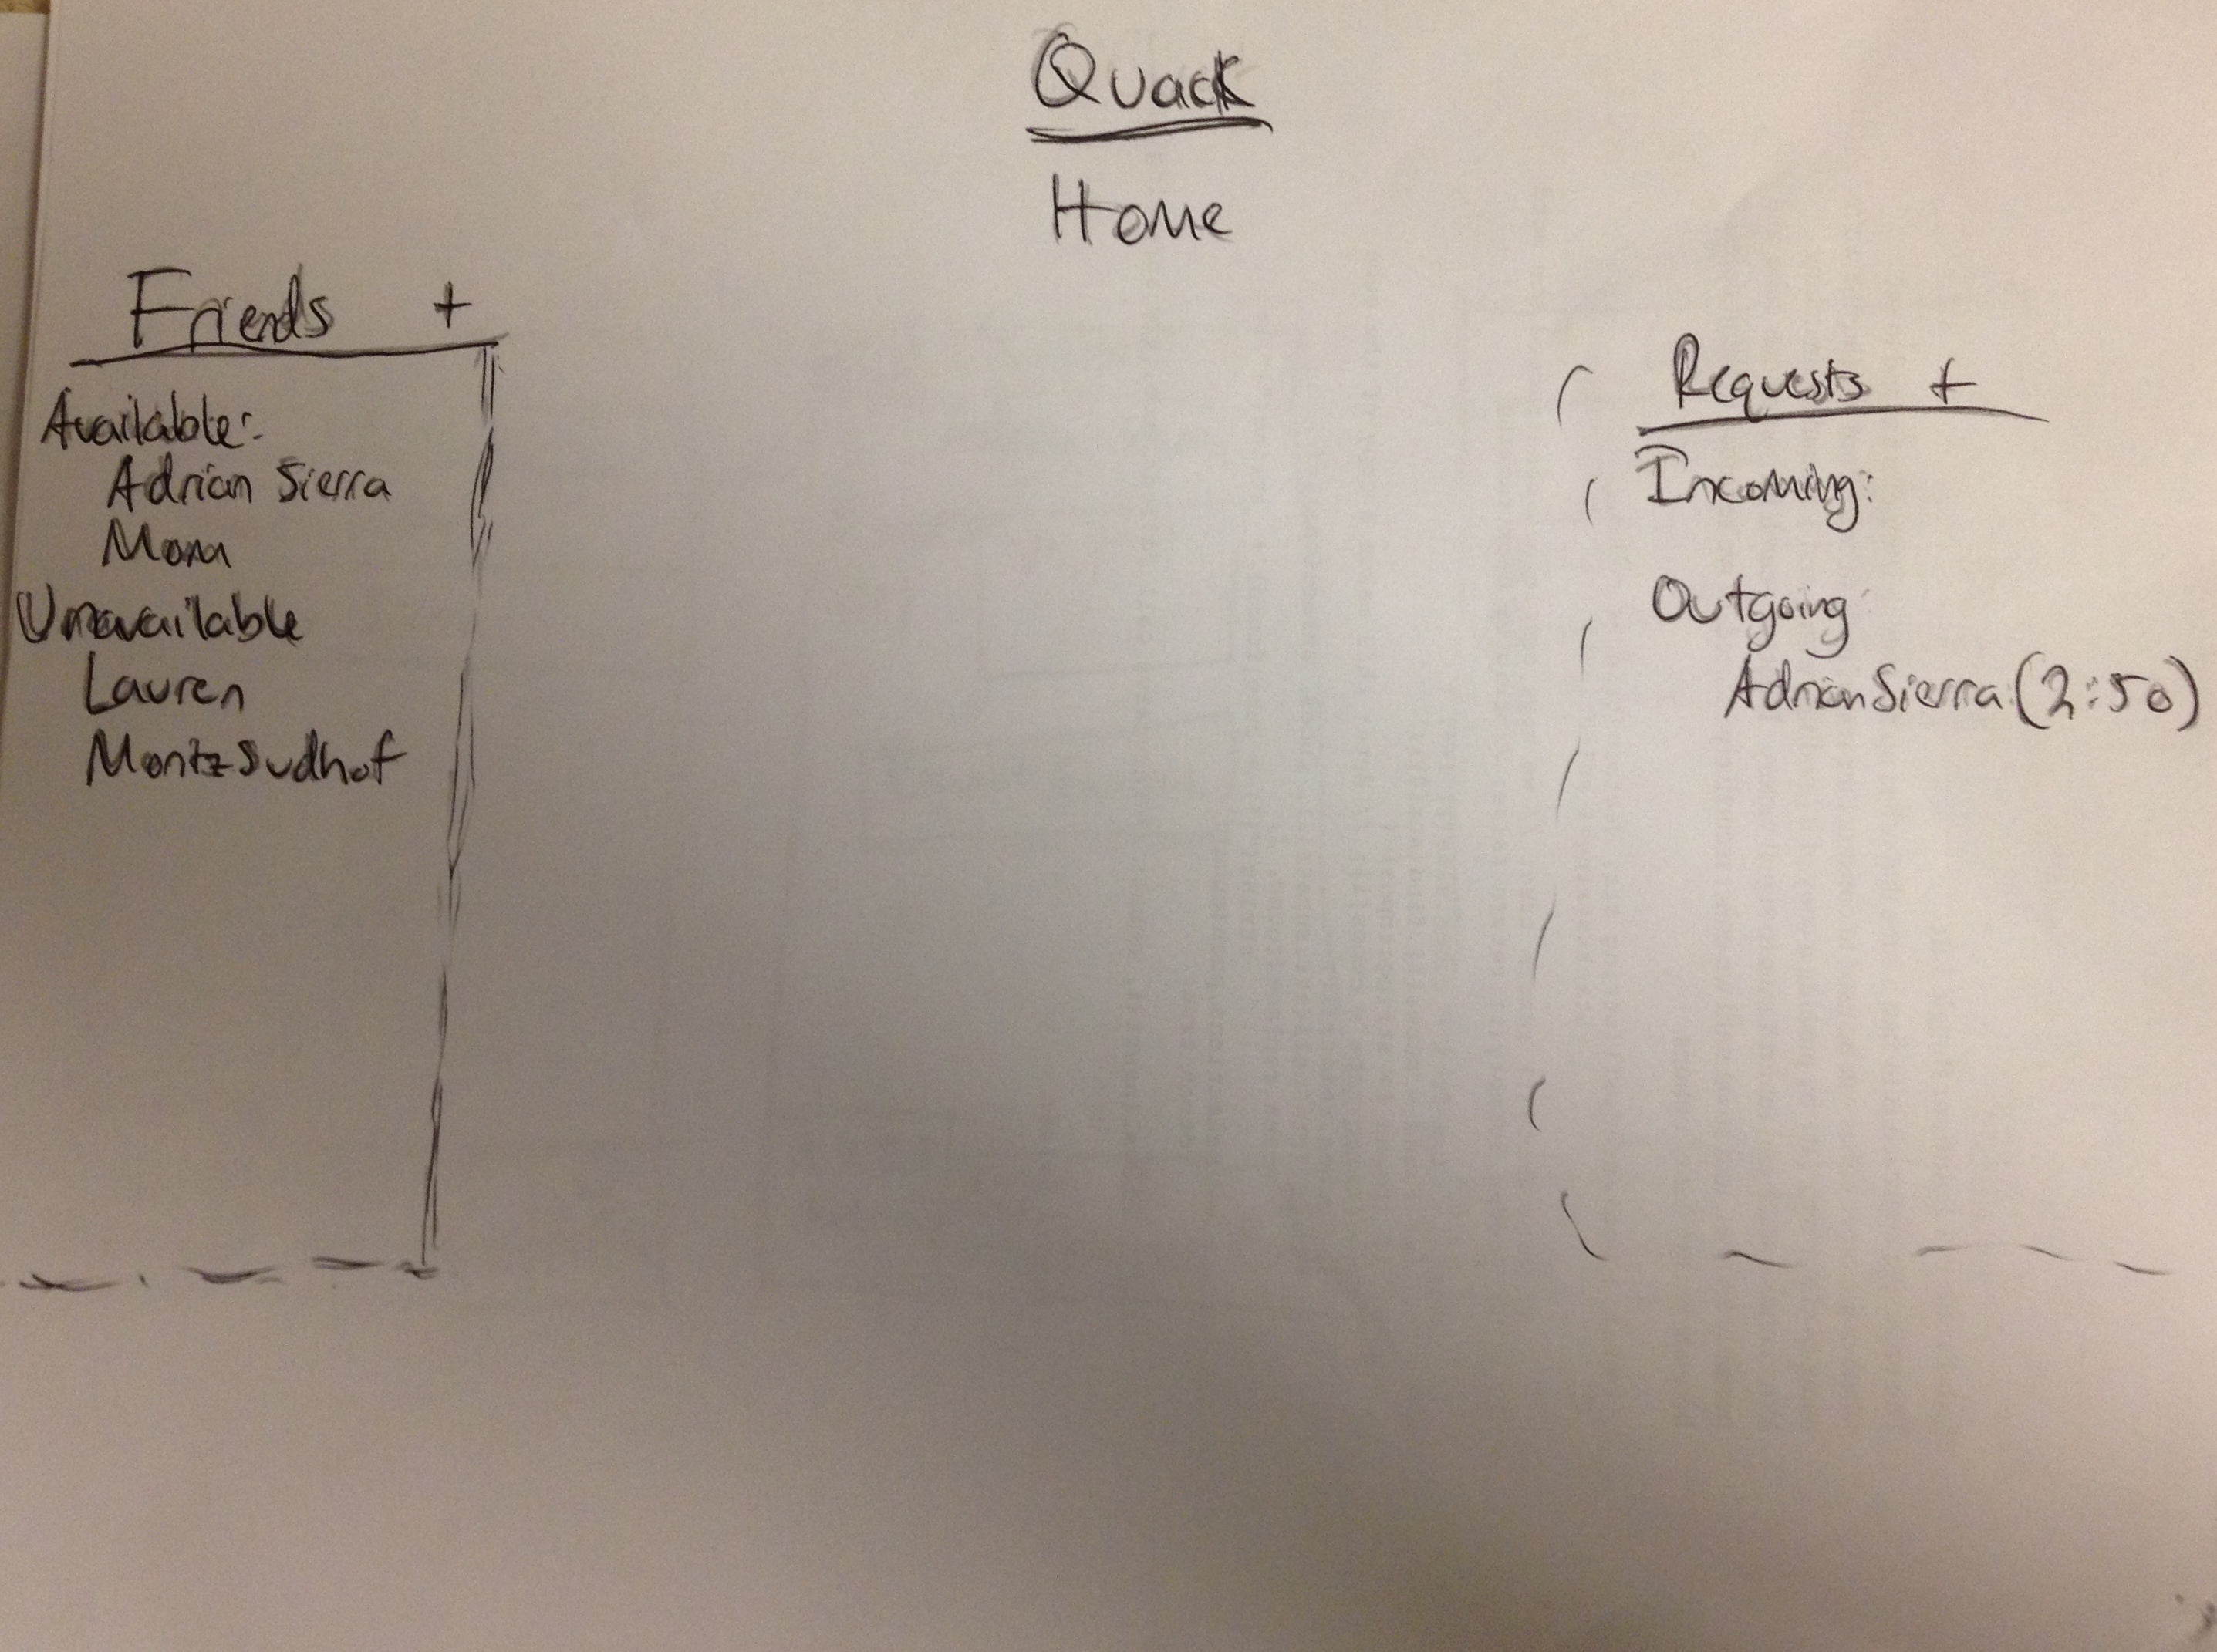 Quack
Home
Friends +
Available:
Adrian Sierra
Mom
Unavailable
Lauren
Moritz Sudhof
Requests +
Incoming:
Outgoing
Adrian Sierra (2:50)